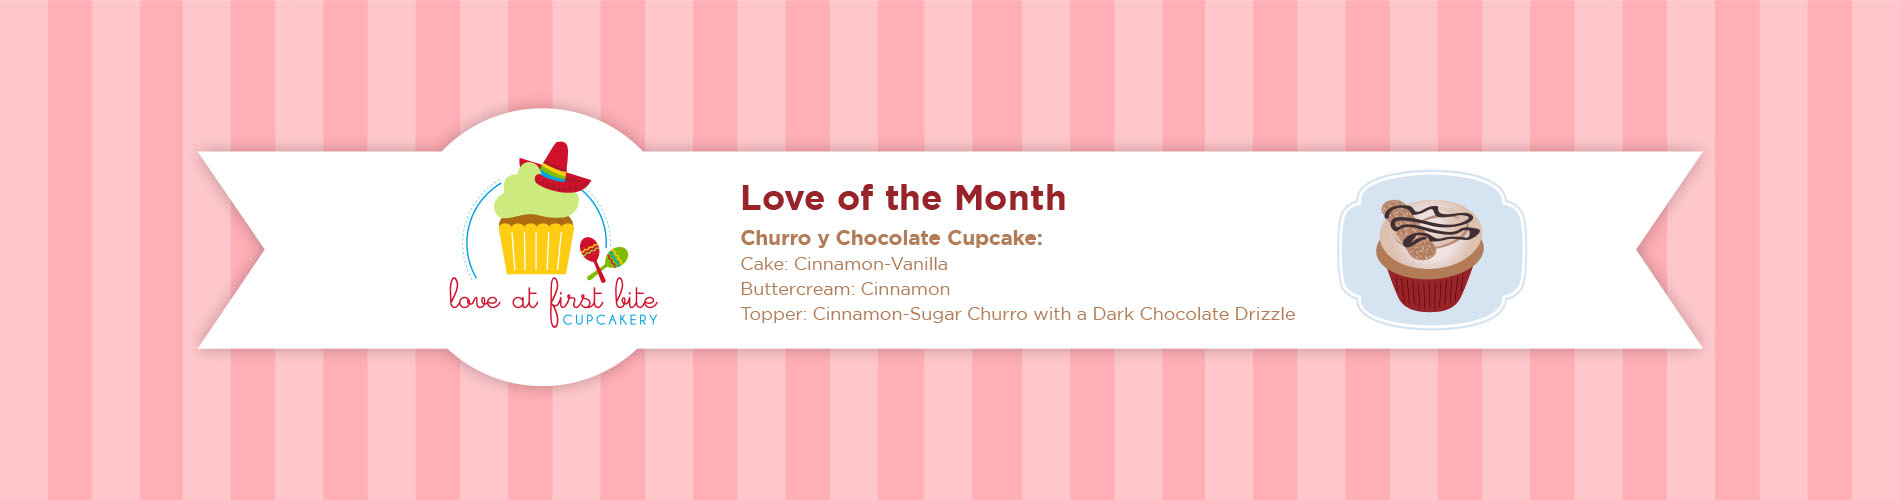 love at first bite
CUPCAKERY
Love of the Month
Churro y Chocolate Cupcake:
Cake: Cinnamon-Vanilla
Buttercream: Cinnamon
Topper: Cinnamon-Sugar Churro with a Dark Chocolate Drizzle